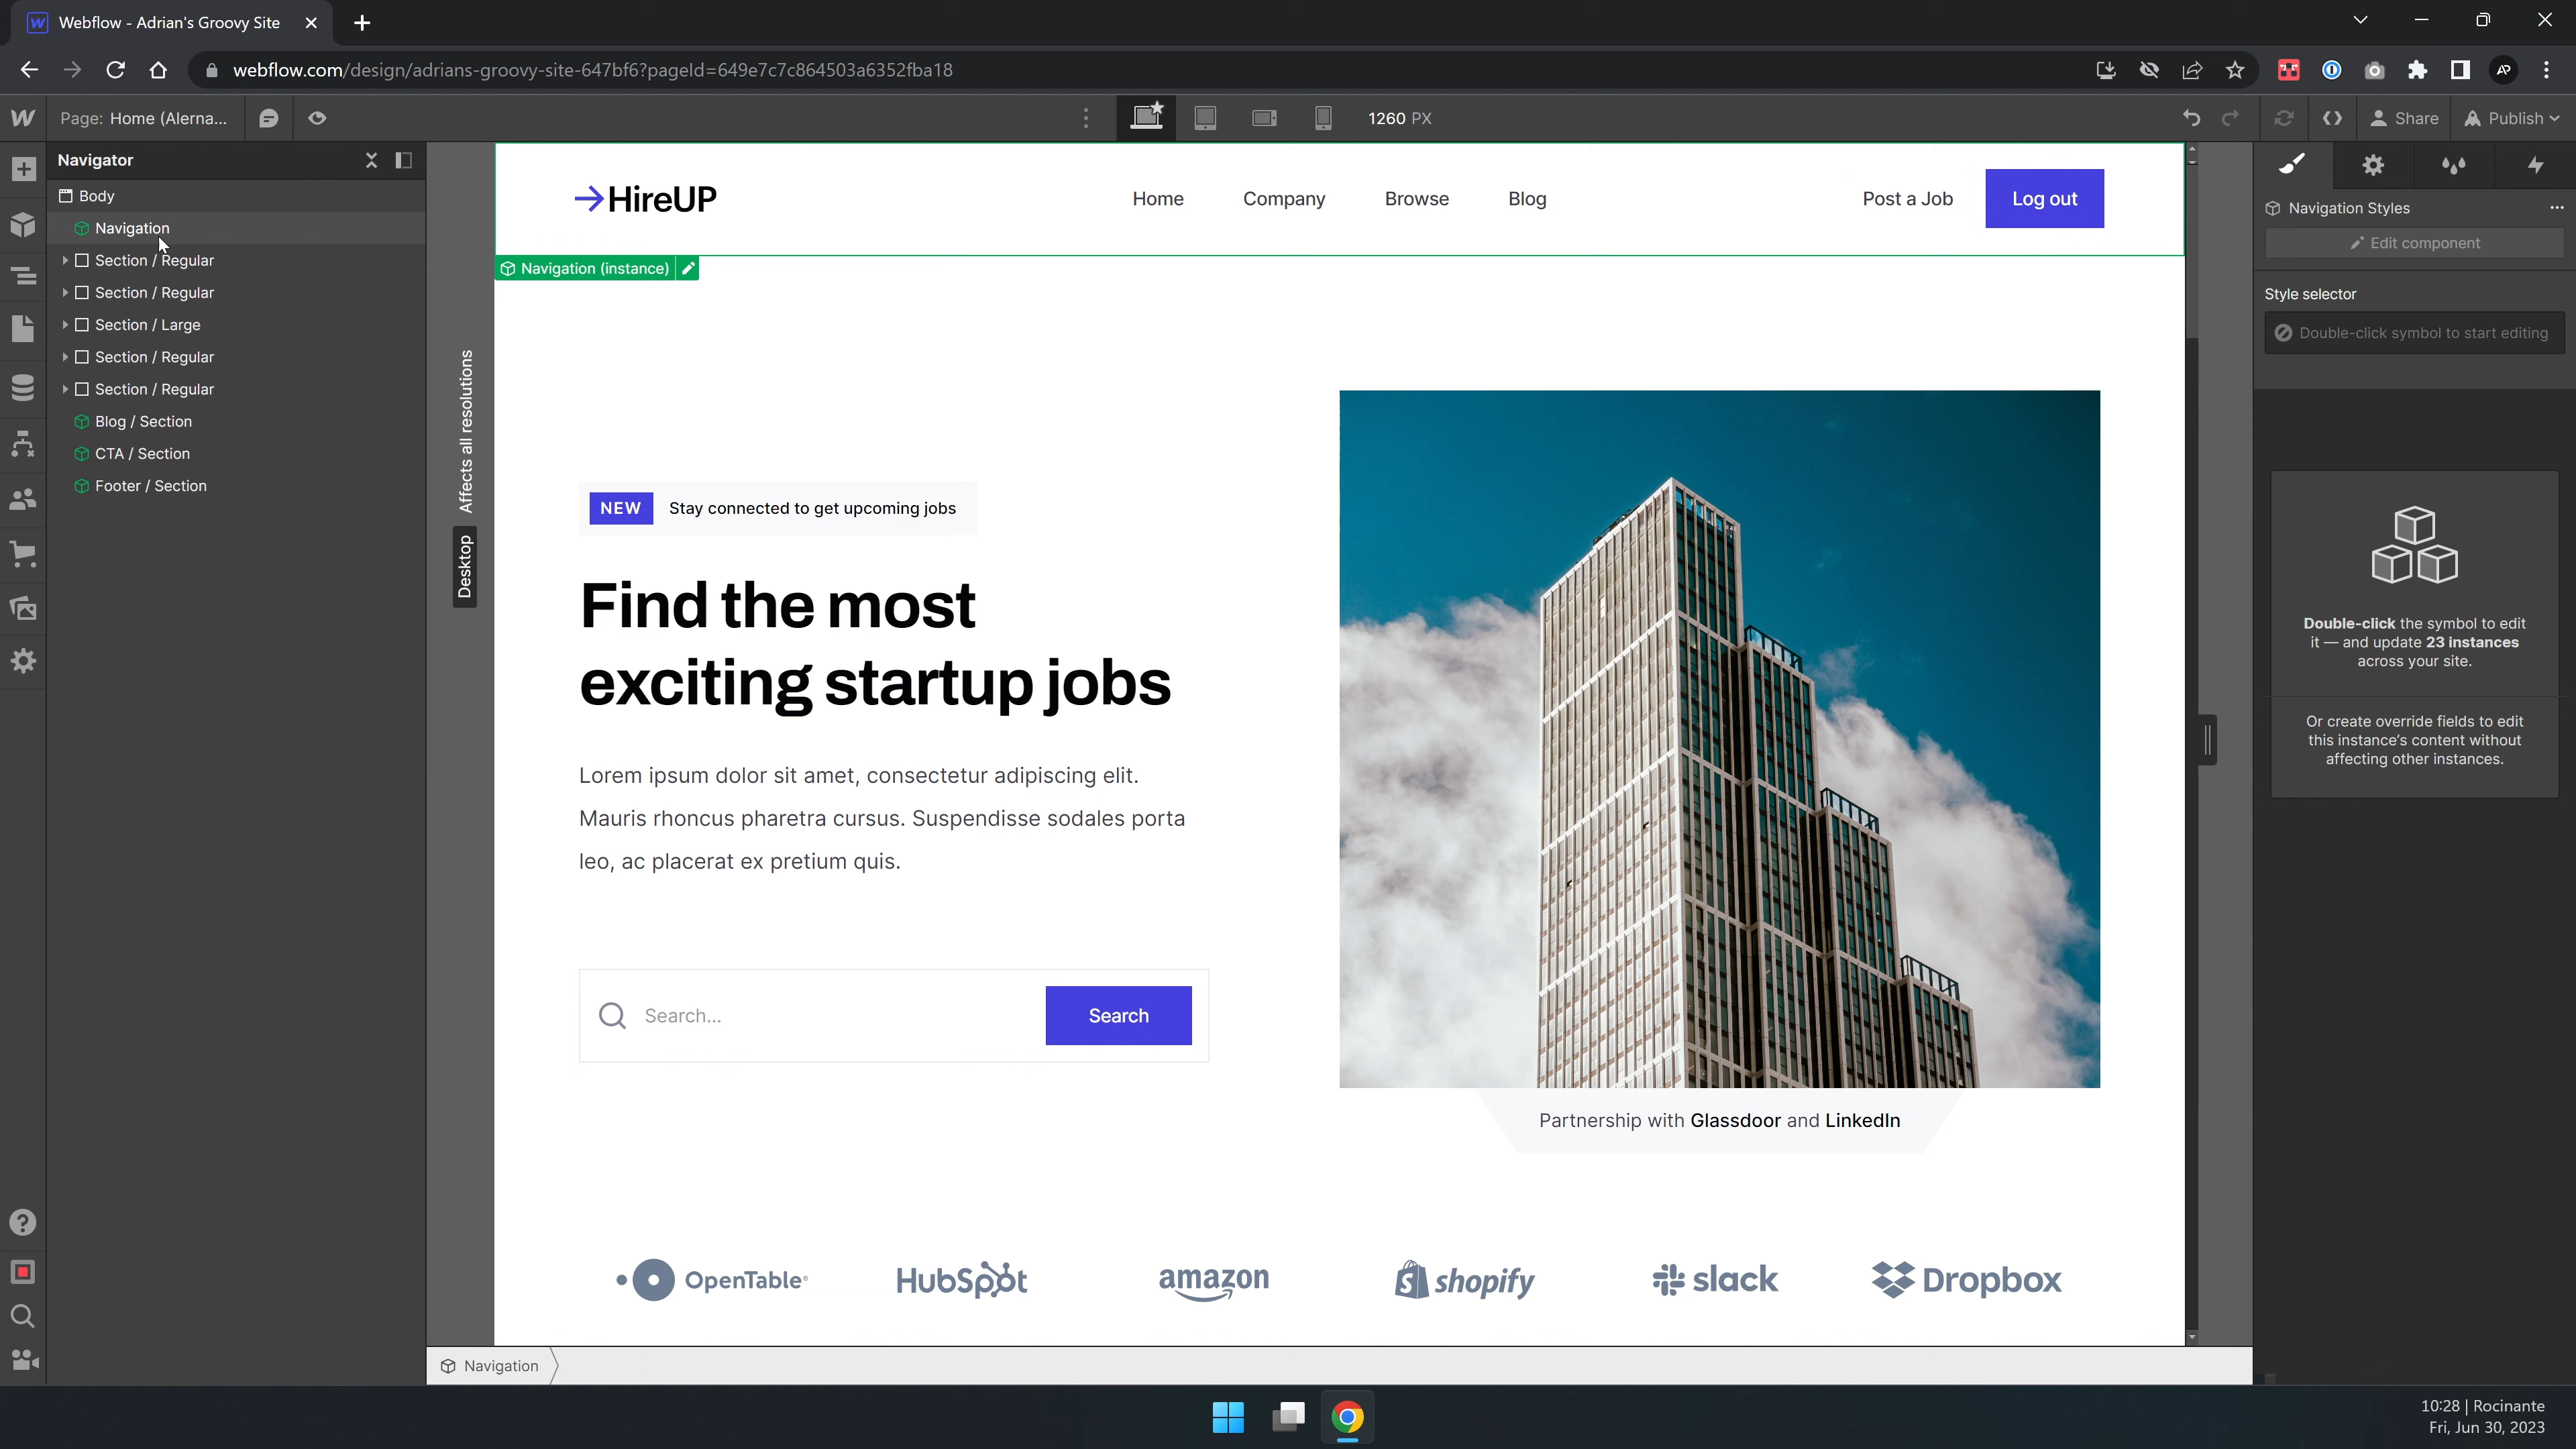 Webflow - Adrian's Groovy Site
webflow.com/design/adrians-groovy-site-647bf6?pageId=649e7c7c864503a6352fba18
Page: Home (Alerna...
1260 PX
Share
Publish
Navigator
Body
Navigation
Section / Regular
Section / Regular
Section / Large
Section / Regular
Section / Regular
Blog / Section
CTA / Section
Footer / Section
Affects all resolutions
Desktop
HireUP
Home
Company
Browse
Blog
Post a Job
Log out
Navigation (instance)
NEW
Stay connected to get upcoming jobs
Find the most
exciting startup jobs
Lorem ipsum dolor sit amet, consectetur adipiscing elit.
Mauris rhoncus pharetra cursus. Suspendisse sodales porta
leo, ac placerat ex pretium quis.
Search...
Search
Partnership with Glassdoor and LinkedIn
OpenTable
HubSpot
amazon
shopify
slack
Dropbox
Navigation
Navigation Styles
Edit component
Style selector
Double-click symbol to start editing
Double-click the symbol to edit
it — and update 23 instances
across your site.
Or create override fields to edit
this instance's content without
affecting other instances.
10:28 | Rocinante
Fri, Jun 30, 2023